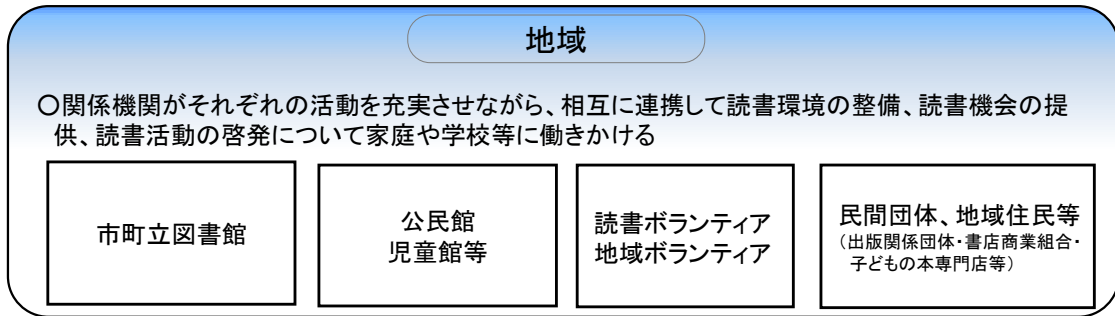 地域
○関係機関がそれぞれの活動を充実させながら、相互に連携して読書環境の整備、読書機会の提
供、読書活動の啓発について家庭や学校等に働きかける
市町立図書館
公民館
児童館等
読書ボランティア
地域ボランティア
民間団体、地域住民等
（出版関係団体・書店商業組合・
子どもの本専門店等）